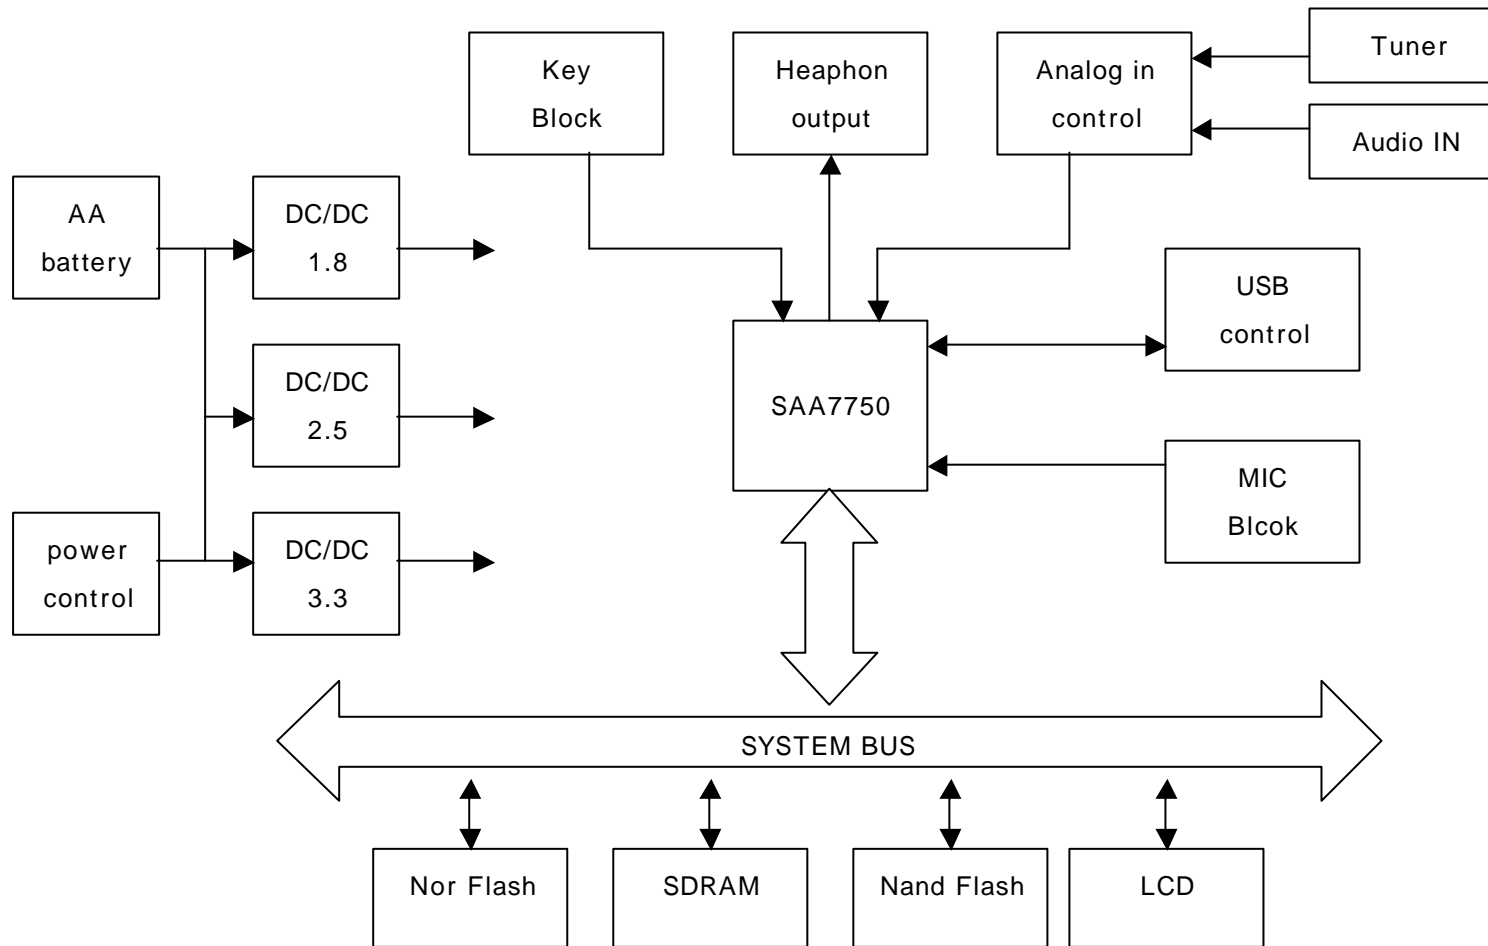 Key
Block
Heaphon
output
Analog in
control
Tuner
Audio IN
AA
battery
DC/DC
1.8
USB
control
DC/DC
2.5
SAA7750
MIC
Blcok
power
control
DC/DC
3.3
SYSTEM BUS
Nor Flash
SDRAM
Nand Flash
LCD